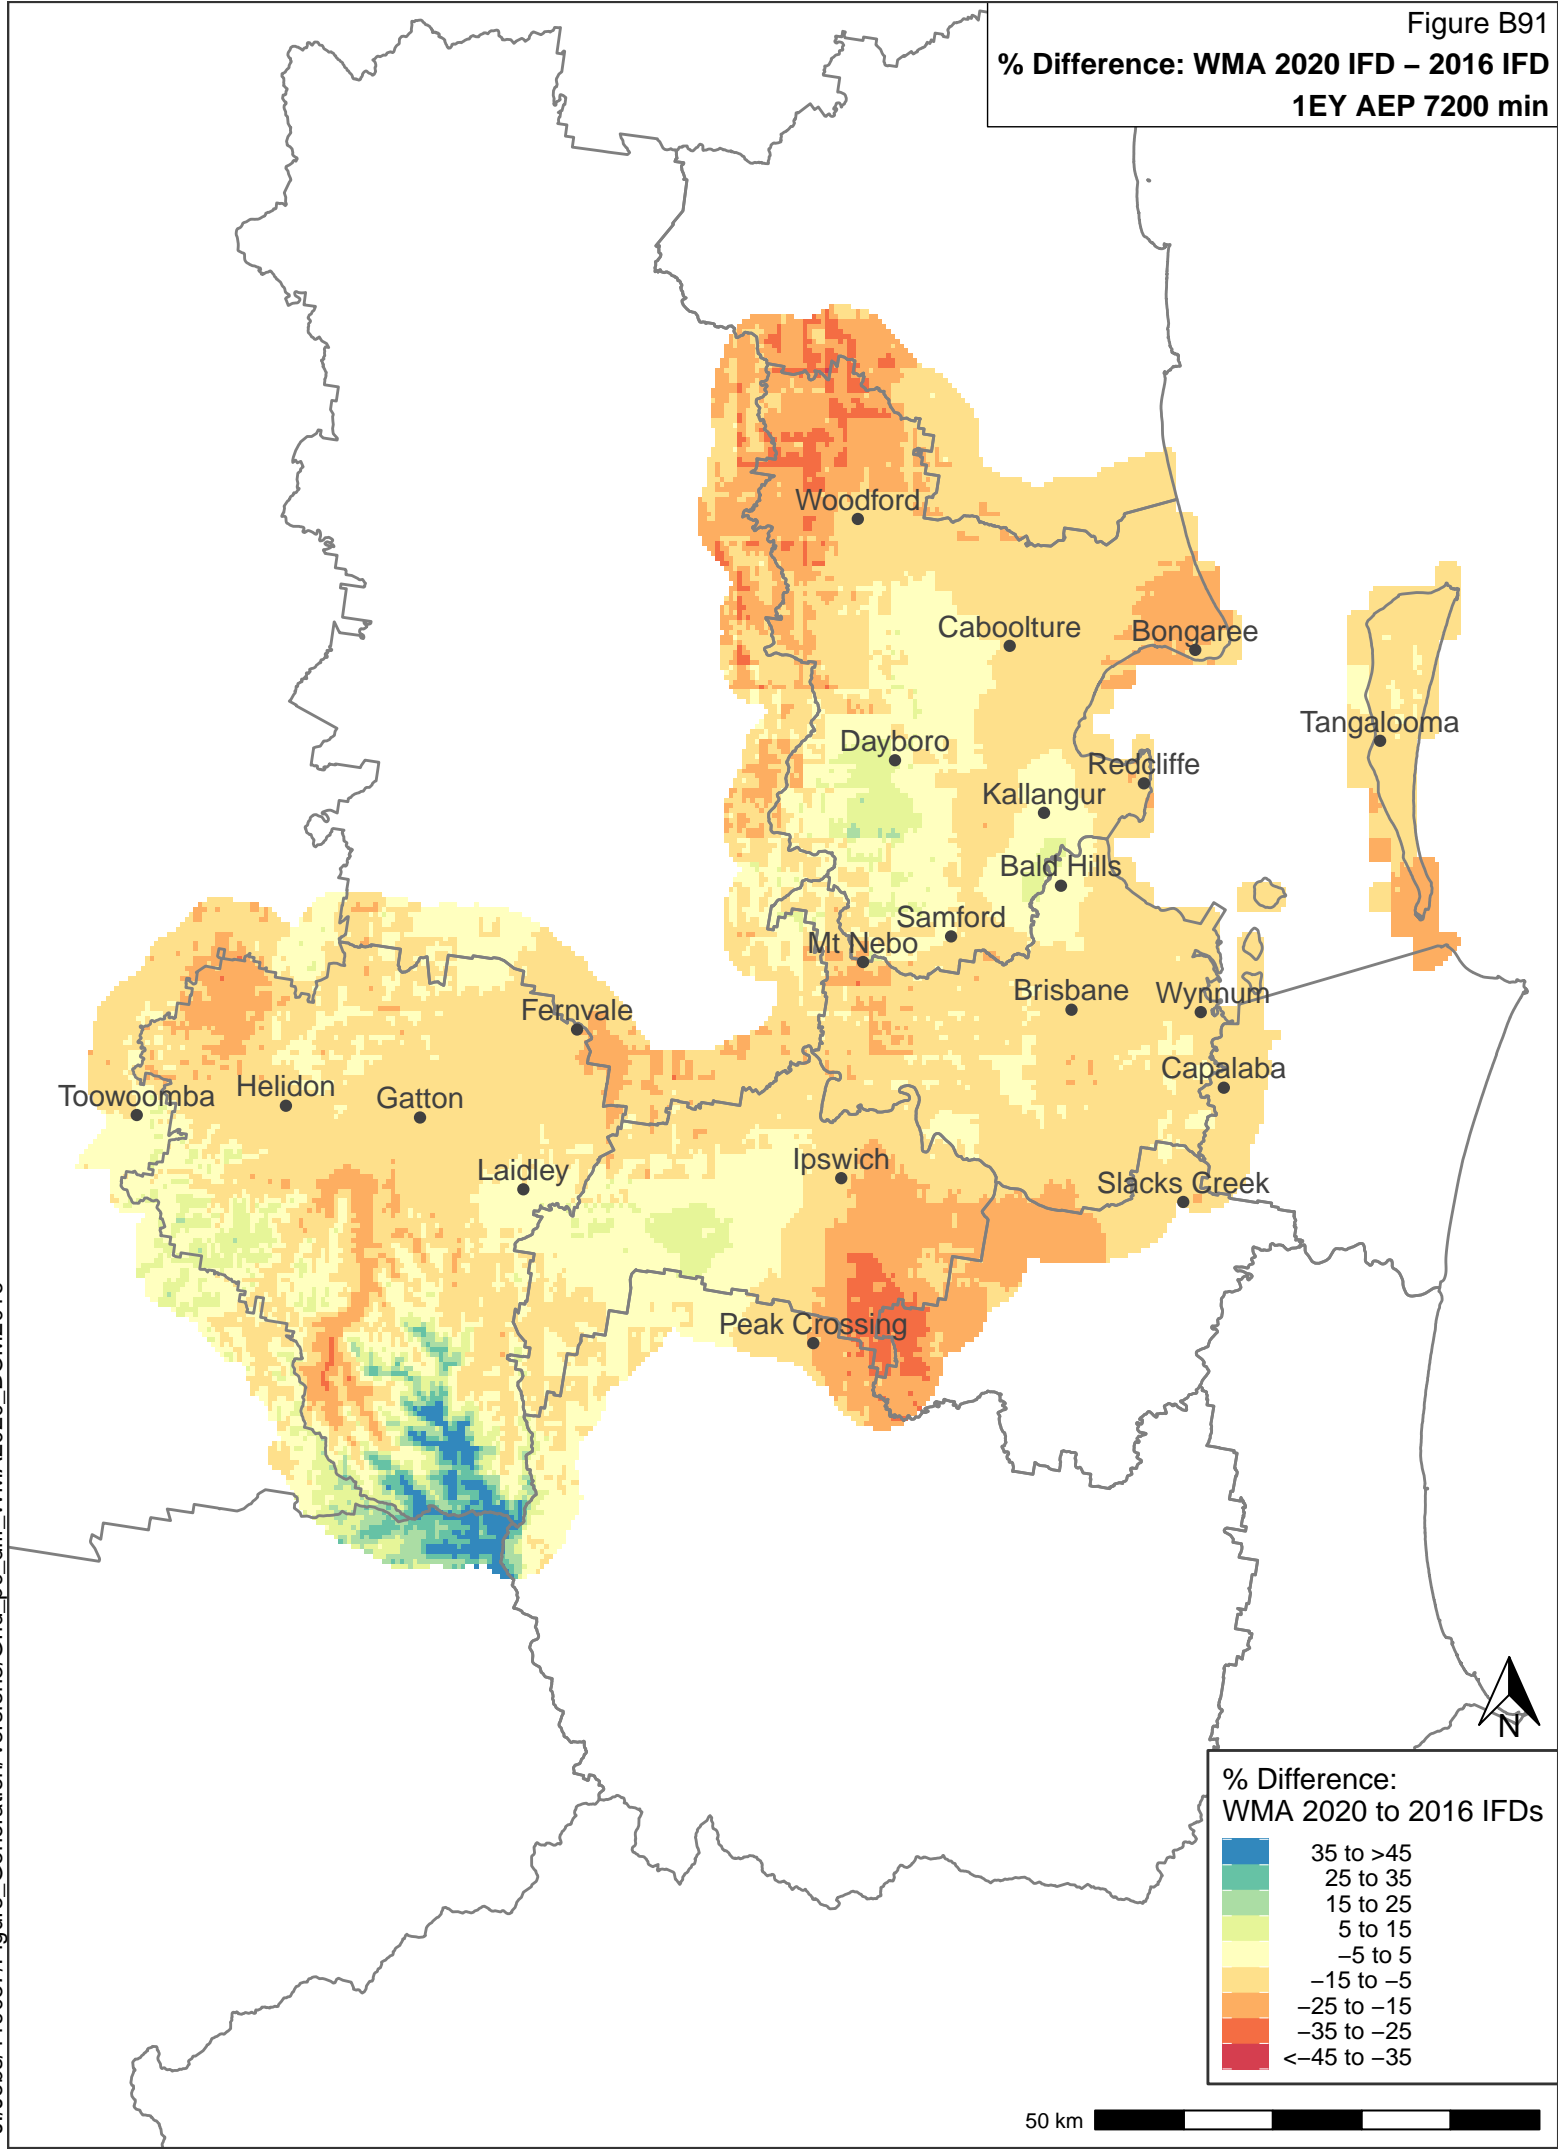 Figure B91
% Difference: WMA 2020 IFD – 2016 IFD
1EY AEP 7200 min
Woodford
Caboolture
Bongaree
Tangalooma
Dayboro
Redcliffe
Kallangur
Bald Hills
Samford
Mt Nebo
Brisbane
Wynnum
Fernvale
Capalaba
Toowoomba
Helidon
Gatton
Laidley
Ipswich
Slacks Creek
Peak Crossing
N
% Difference:
WMA 2020 to 2016 IFDs
35 to >45
25 to 35
15 to 25
5 to 15
−5 to 5
−15 to −5
−25 to −15
−35 to −25
<−45 to −35
50 km